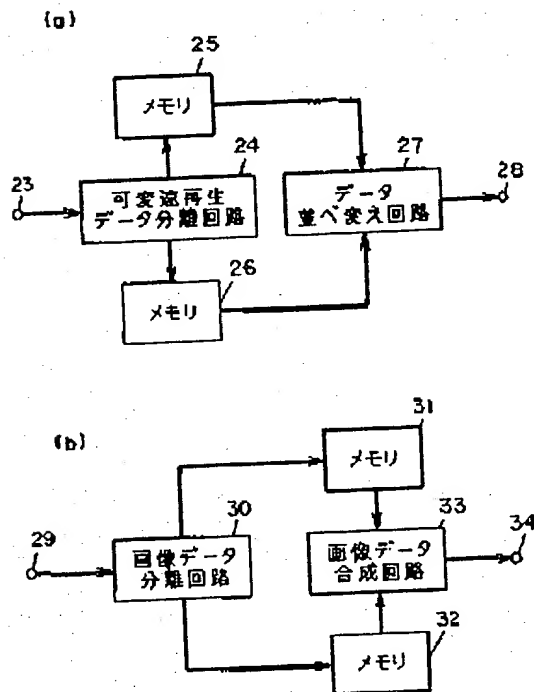 (a)
25
メモリ
24
27
23
可変速再生
データ分離回路
データ
並べ変え回路
28
26
メモリ
(b)
31
メモリ
30
33
29
画像データ
分離回路
画像データ
合成回路
34
32
メモリ